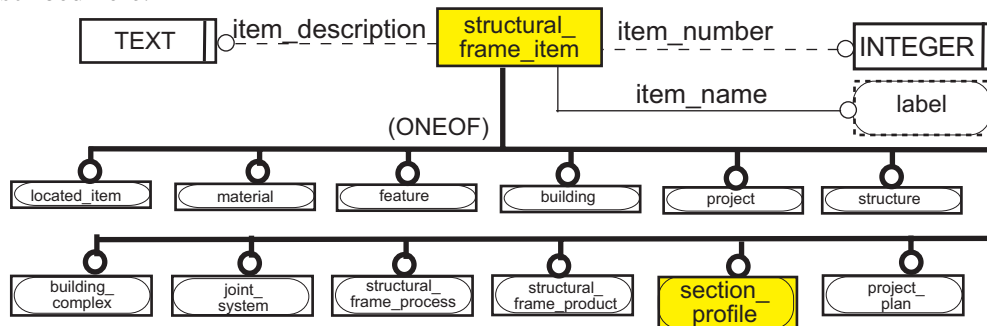 TEXT
item_description
structural_
frame_item
item_number
INTEGER
item_name
label
(ONEOF)
located_item
material
feature
building
project
structure
building_
complex
joint_
system
structural_
frame_process
structural_
frame_product
section_
profile
project_
plan